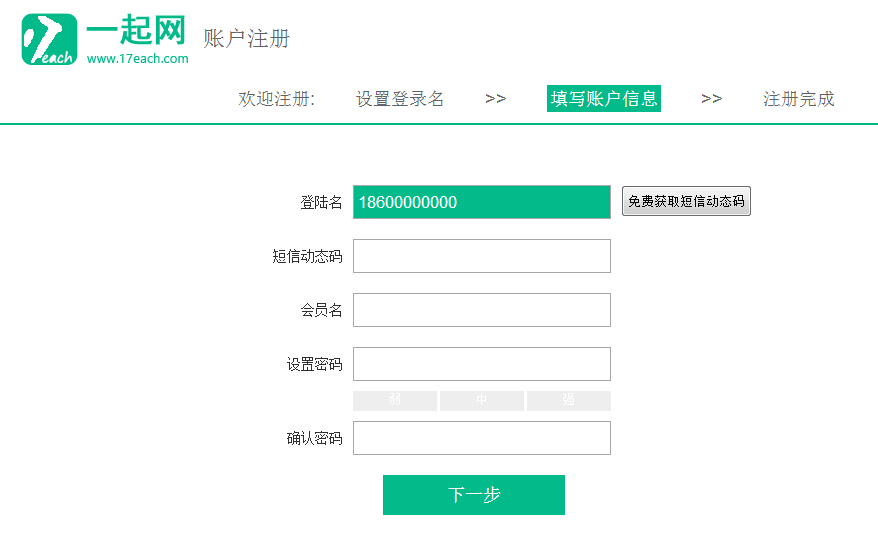 一起网
17each
www.17each.com
账户注册
欢迎注册: 设置登录名 >> 填写账户信息 >> 注册完成
登陆名 18600000000 免费获取短信动态码
短信动态码
会员名
设置密码
弱 中 强
确认密码
下一步